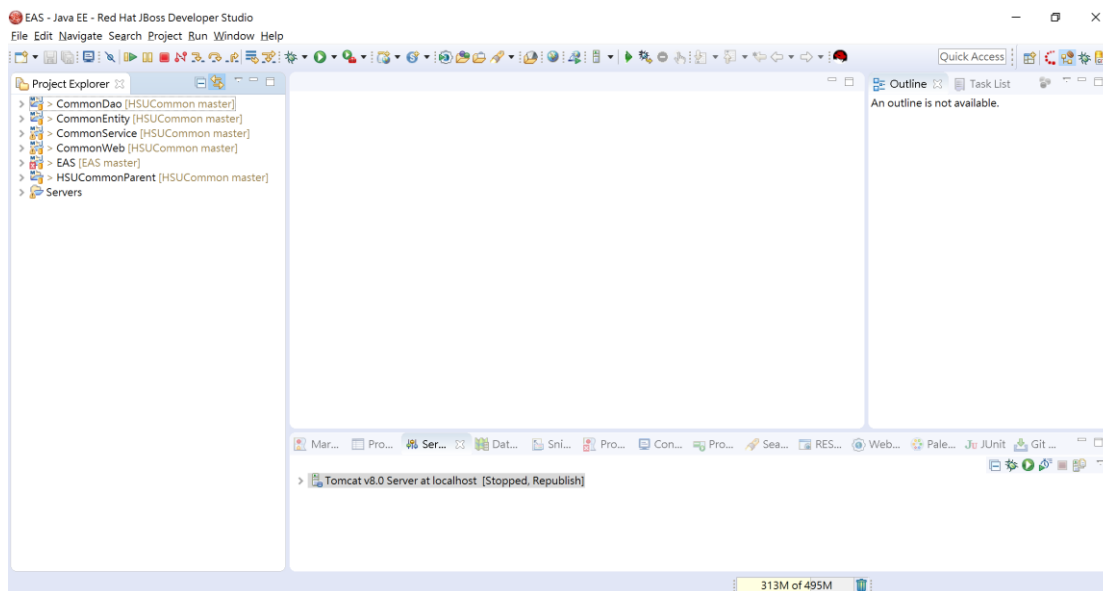 EAS - Java EE - Red Hat JBoss Developer Studio
File Edit Navigate Search Project Run Window Help
Quick Access
Project Explorer
> CommonDao [HSUCommon master]
> CommonEntity [HSUCommon master]
> CommonService [HSUCommon master]
> CommonWeb [HSUCommon master]
> EAS [EAS master]
> HSUCommonParent [HSUCommon master]
Servers
Outline Task List
An outline is not available.
Mar... Pro... Ser... Dat... Sni... Pro... Con... Pro... Sea... RES... Web... Pale... Ju JUnit Git ...
Tomcat v8.0 Server at localhost [Stopped, Republish]
313M of 495M